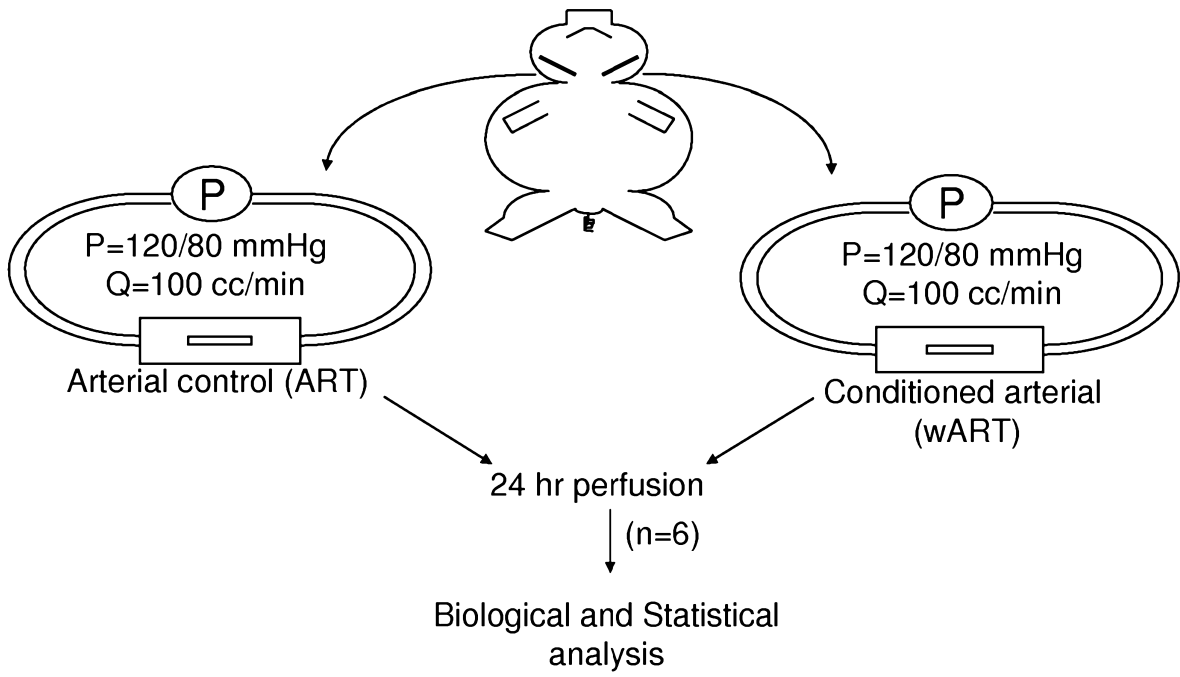 P
P=120/80 mmHg
Q=100 cc/min
Arterial control (ART)
P
P=120/80 mmHg
Q=100 cc/min
Conditioned arterial
(wART)
24 hr perfusion
(n=6)
Biological and Statistical
analysis